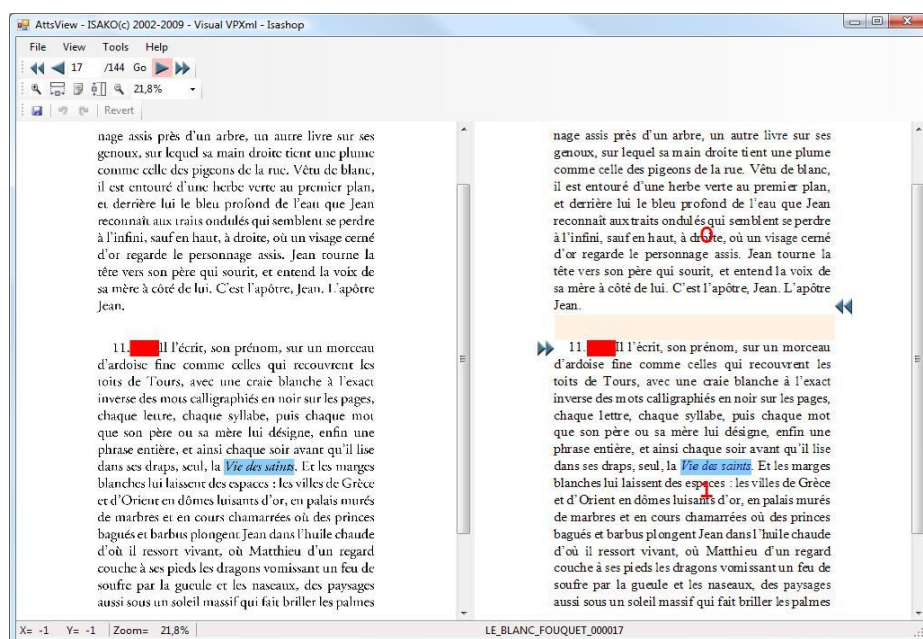 AttsView - ISAKO(c) 2002-2009 - Visual VPXml - Isashop
File View Tools Help
17 /144 Go
21,8%
Revert
nage assis près d'un arbre, un autre livre sur ses
genoux, sur lequel sa main droite tient une plume
comme celle des pigeons de la rue. Vêtu de blanc,
il est entouré d'une herbe verte au premier plan,
et derrière lui le bleu profond de l'eau que Jean
reconnaît aux traits ondulés qui semblent se perdre
à l'infini, sauf en haut, à droite, où un visage cerné
d'or regarde le personnage assis. Jean tourne la
tête vers son père qui sourit, et entend la voix de
sa mère à côté de lui. C'est l'apôtre, Jean. L'apôtre
Jean.
11. Il l'écrit, son prénom, sur un morceau
d'ardoise fine comme celles qui recouvrent les
toits de Tours, avec une craie blanche à l'exact
inverse des mots calligraphiés en noir sur les pages,
chaque lettre, chaque syllabe, puis chaque mot
que son père ou sa mère lui désigne, enfin une
phrase entière, et ainsi chaque soir avant qu'il lise
dans ses draps, seul, la Vie des saints. Et les marges
blanches lui laissent des espaces : les villes de Grèce
et d'Orient en dômes luisants d'or, en palais murés
de marbres et en cours chamarrées où des princes
bagués et barbus plongent Jean dans l'huile chaude
d'où il ressort vivant, où Matthieu d'un regard
couche à ses pieds les dragons vomissant un feu de
soufre par la gueule et les naseaux, des paysages
aussi sous un soleil massif qui fait briller les palmes
nage assis près d'un arbre, un autre livre sur ses
genoux, sur lequel sa main droite tient une plume
comme celle des pigeons de la rue. Vêtu de blanc,
il est entouré d'une herbe verte au premier plan,
et derrière lui le bleu profond de l'eau que Jean
reconnaît aux traits ondulés qui semblent se perdre
à l'infini, sauf en haut, à droite, où un visage cerné
0
d'or regarde le personnage assis. Jean tourne la
tête vers son père qui sourit, et entend la voix de
sa mère à côté de lui. C'est l'apôtre, Jean. L'apôtre
Jean.
11. Il l'écrit, son prénom, sur un morceau
d'ardoise fine comme celles qui recouvrent les
toits de Tours, avec une craie blanche à l'exact
inverse des mots calligraphiés en noir sur les pages,
chaque lettre, chaque syllabe, puis chaque mot
que son père ou sa mère lui désigne, enfin une
phrase entière, et ainsi chaque soir avant qu'il lise
dans ses draps, seul, la Vie des saints. Et les marges
blanches lui laissent des espaces : les villes de Grèce
1
et d'Orient en dômes luisants d'or, en palais murés
de marbres et en cours chamarrées où des princes
bagués et barbus plongent Jean dans l'huile chaude
d'où il ressort vivant, où Matthieu d'un regard
couche à ses pieds les dragons vomissant un feu de
soufre par la gueule et les naseaux, des paysages
aussi sous un soleil massif qui fait briller les palmes
X= -1 Y= -1 Zoom= 21,8% LE_BLANC_FOUQUET_000017